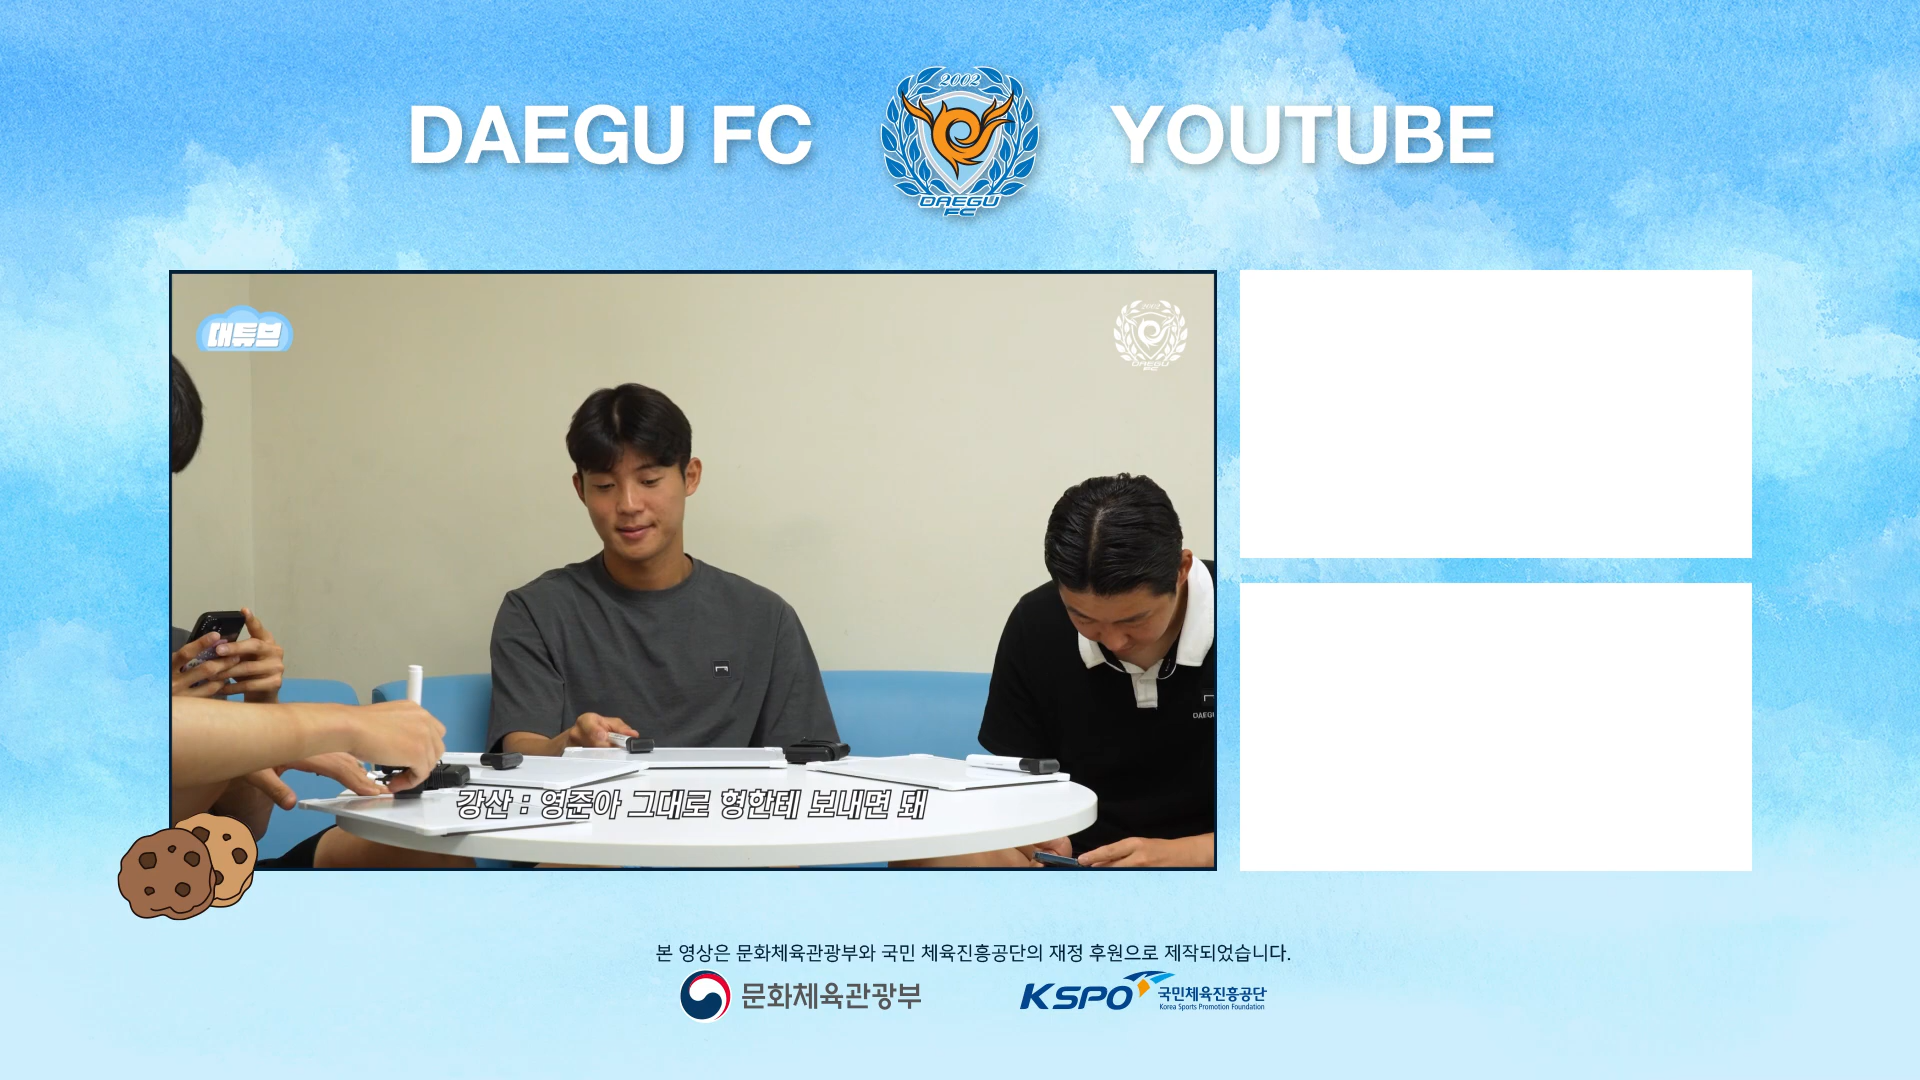 DAEGU FC
2002
DAEGU
FC
YOUTUBE
대튜브
2002
DAEGU
FC
DAEGU
강산 : 영준아 그대로 형한테 보내면 돼
본 영상은 문화체육관광부와 국민 체육진흥공단의 재정 후원으로 제작되었습니다.
문화체육관광부
KSPO 국민체육진흥공단
Korea Sports Promotion Foundation